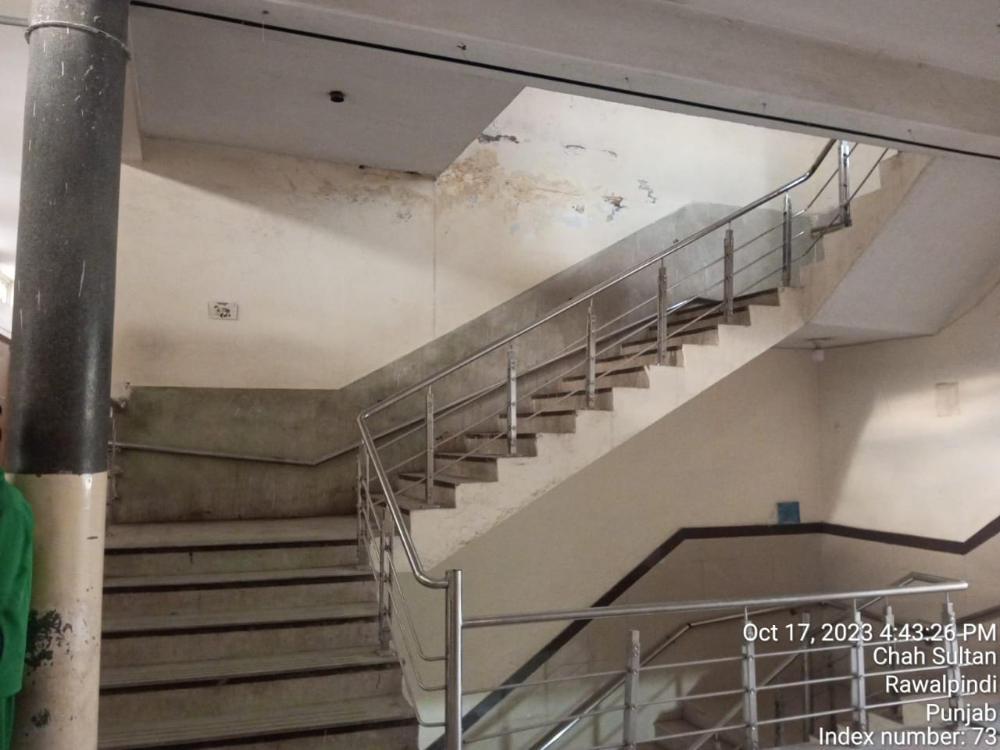 Oct 17, 2023 4:43:26 PM
Chah Sultan
Rawalpindi
Punjab
Index number: 73